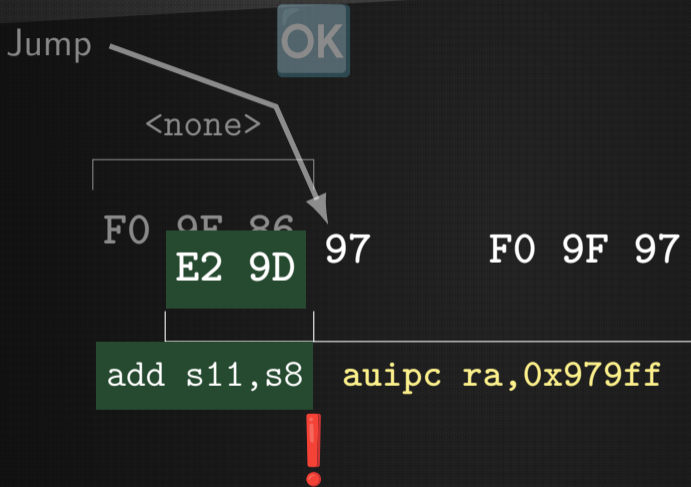 Jump
OK
<none>
F0 9F 86
97
F0 9F 97
E2 9D
add s11,s8
auipc ra,0x979ff